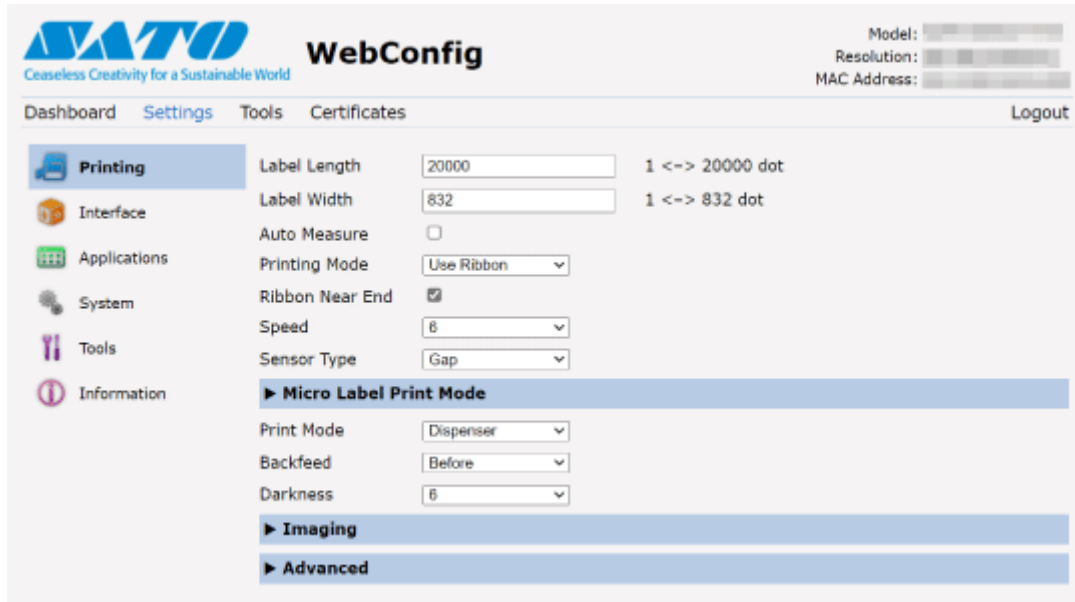 SATO
Ceaseless Creativity for a Sustainable World
WebConfig
Model:
Resolution:
MAC Address:
Dashboard Settings Tools Certificates Logout
Printing
Interface
Applications
System
Tools
Information
Label Length 20000 1 <-> 20000 dot
Label Width 832 1 <-> 832 dot
Auto Measure
Printing Mode Use Ribbon
Ribbon Near End
Speed 6
Sensor Type Gap
▶ Micro Label Print Mode
Print Mode Dispenser
Backfeed Before
Darkness 6
▶ Imaging
▶ Advanced